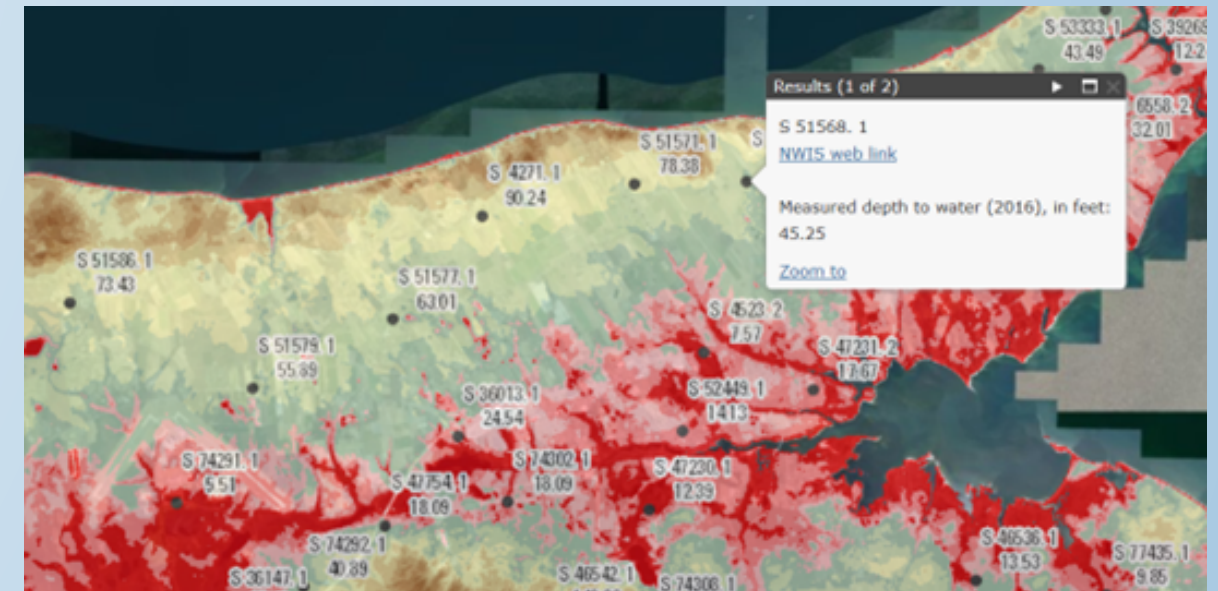 S 53333. 1
43.49
S 39269
12.2
Results (1 of 2)
S 51568. 1
NWIS web link
Measured depth to water (2016), in feet:
45.25
Zoom to
6558. 2
32.01
S 51571. 1
78.38
S
S 4271. 1
90.24
S 51586. 1
73.43
S 51577. 1
63.01
S 4523. 2
7.57
S 51579. 1
55.89
S 47231. 2
17.67
S 52449. 1
14.13
S 36013. 1
24.54
S 74291. 1
5.51
S 74302. 1
18.09
S 47230. 1
12.39
S 47754. 1
18.09
S 74292. 1
40.89
S 46536. 1
13.53
S 77435. 1
9.85
S 36147. 1
S 46542. 1
S 74308. 1